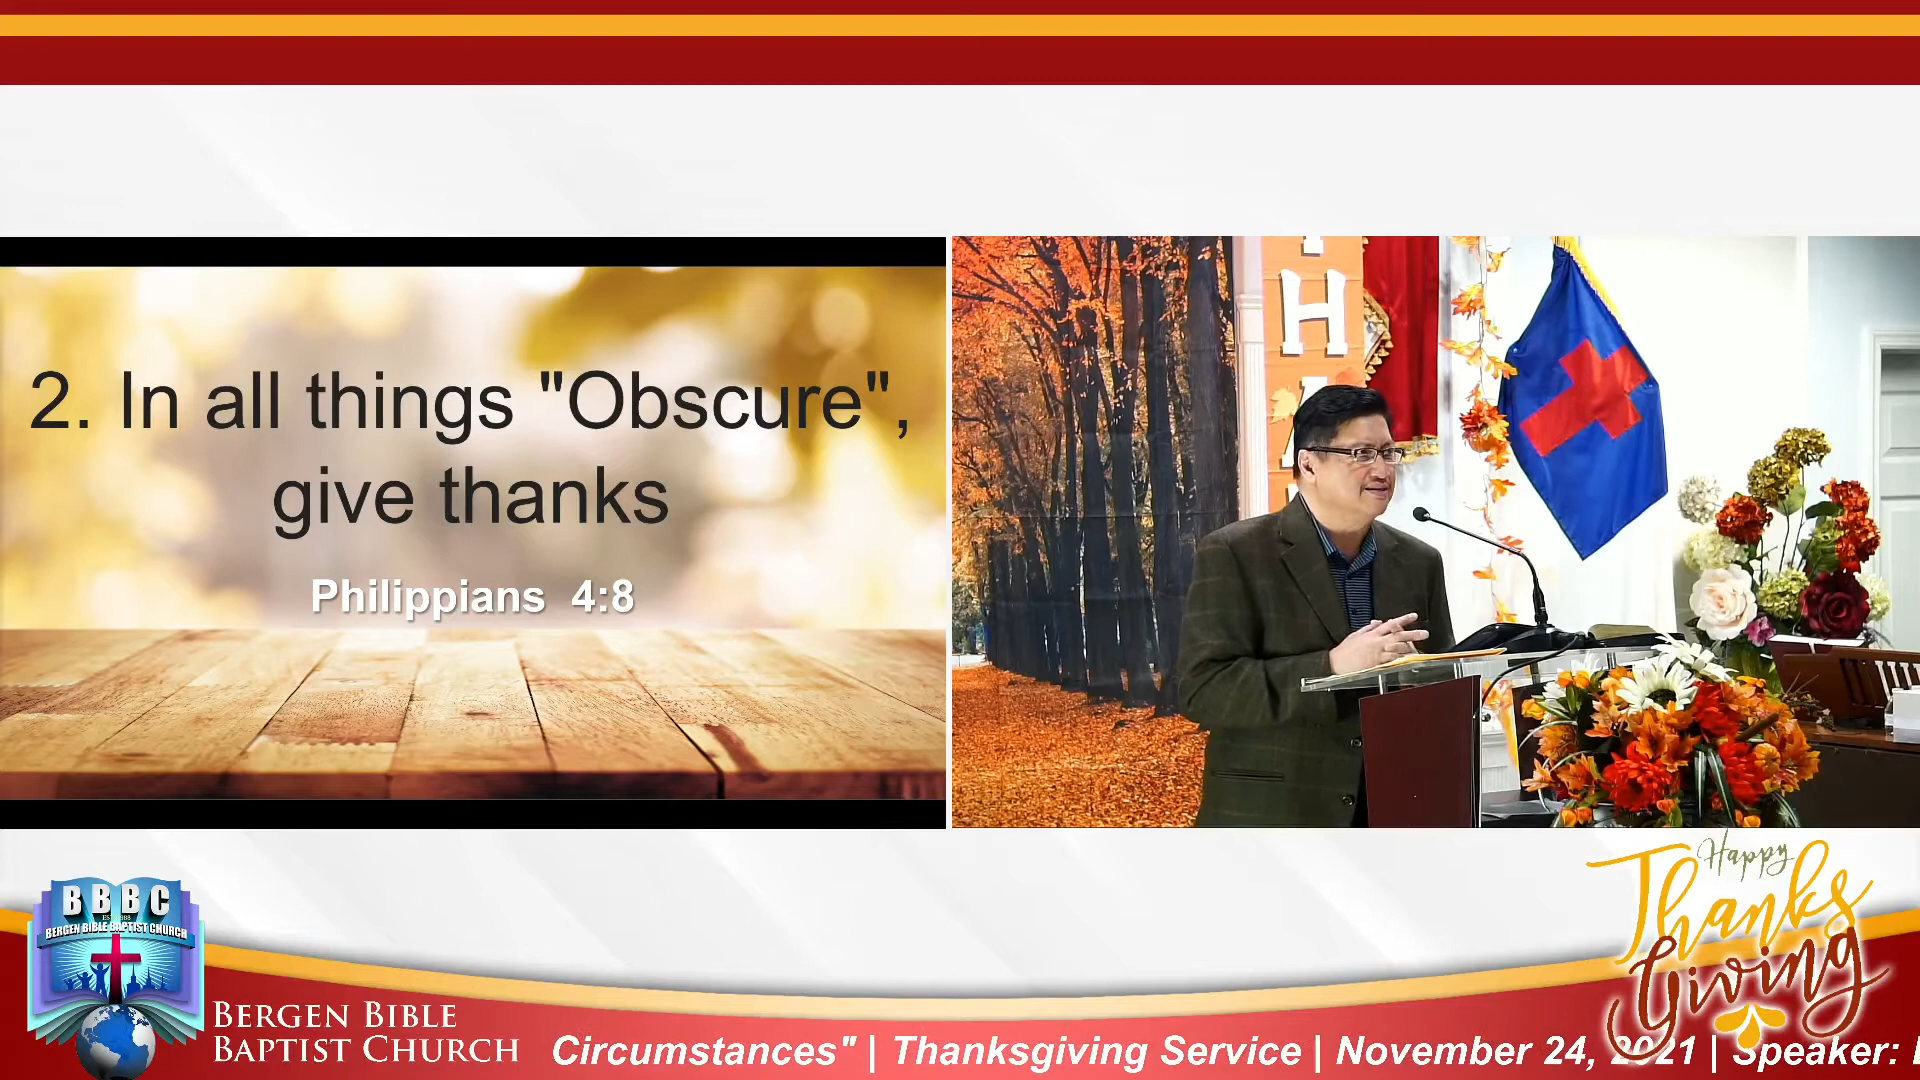 2. In all things "Obscure",
give thanks
Philippians 4:8
H
A
BBBC
BERGEN BIBLE BAPTIST CHURCH
BERGEN BIBLE
BAPTIST CHURCH
Circumstances" | Thanksgiving Service | November 24, 2021 | Speaker:
Happy
Thanks
Giving